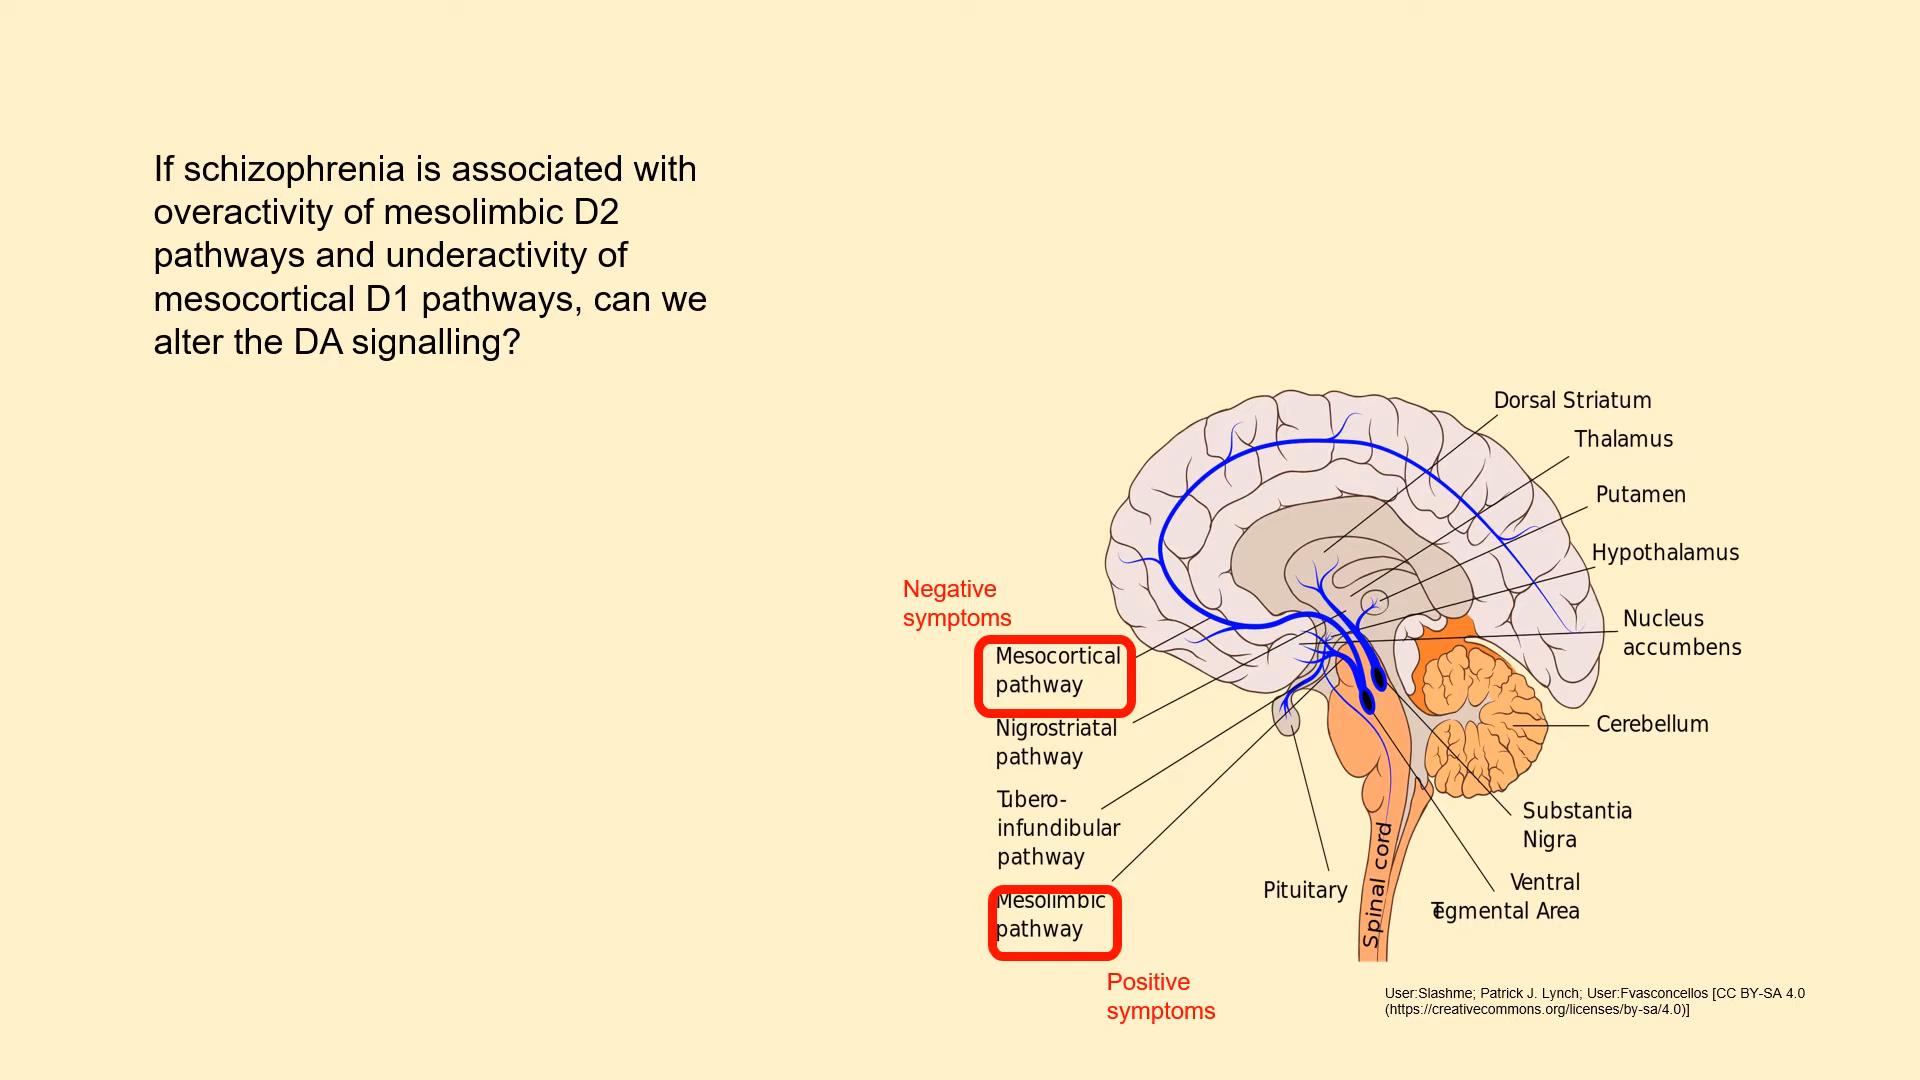 If schizophrenia is associated with
overactivity of mesolimbic D2
pathways and underactivity of
mesocortical D1 pathways, can we
alter the DA signalling?
Dorsal Striatum
Thalamus
Putamen
Hypothalamus
Nucleus
accumbens
Cerebellum
Substantia
Nigra
Ventral
Tegmental Area
Spinal cord
Pituitary
Negative
symptoms
Mesocortical
pathway
Nigrostriatal
pathway
Tubero-
infundibular
pathway
Mesolimbic
pathway
Positive
symptoms
User:Slashme; Patrick J. Lynch; User:Fvasconcellos [CC BY-SA 4.0
(https://creativecommons.org/licenses/by-sa/4.0)]